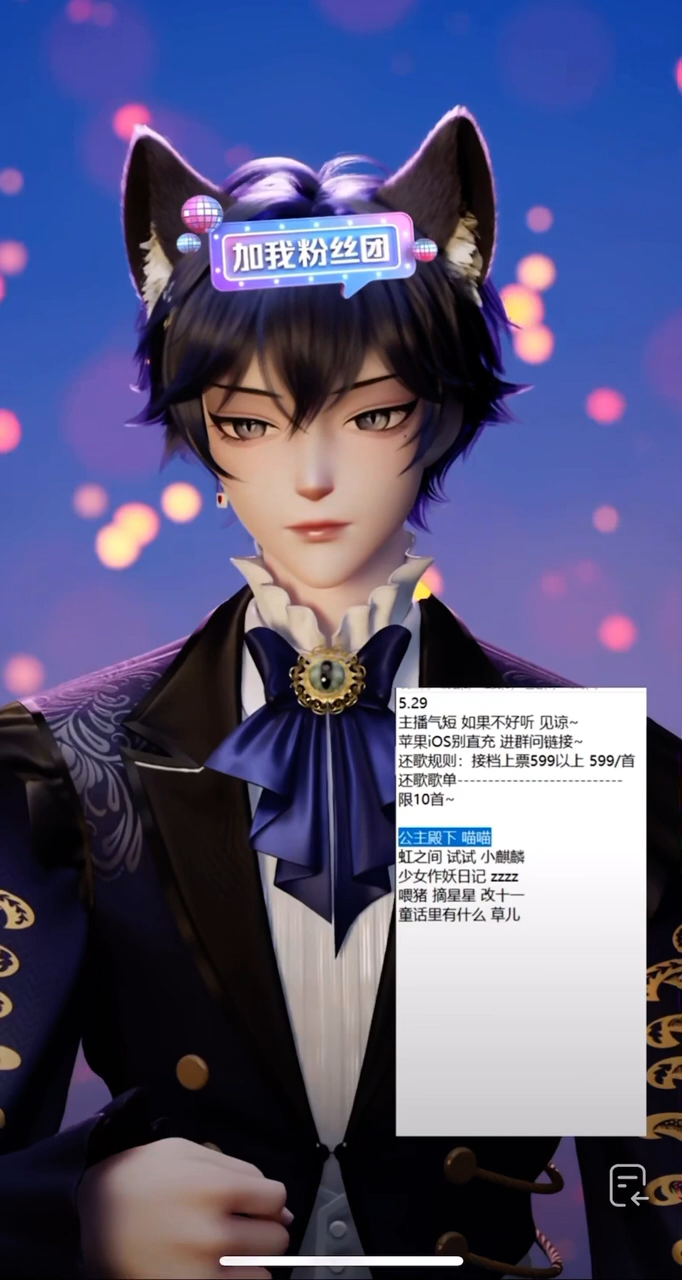 加我粉丝团
5.29
主播气短 如果不好听 见谅~
苹果iOS别直充 进群问链接~
还歌规则：接档上票599以上 599/首
还歌歌单--------------------------
限10首~
公主殿下 喵喵
虹之间 试试 小麒麟
少女作妖日记 zzzz
喂猪 摘星星 改十一
童话里有什么 草儿